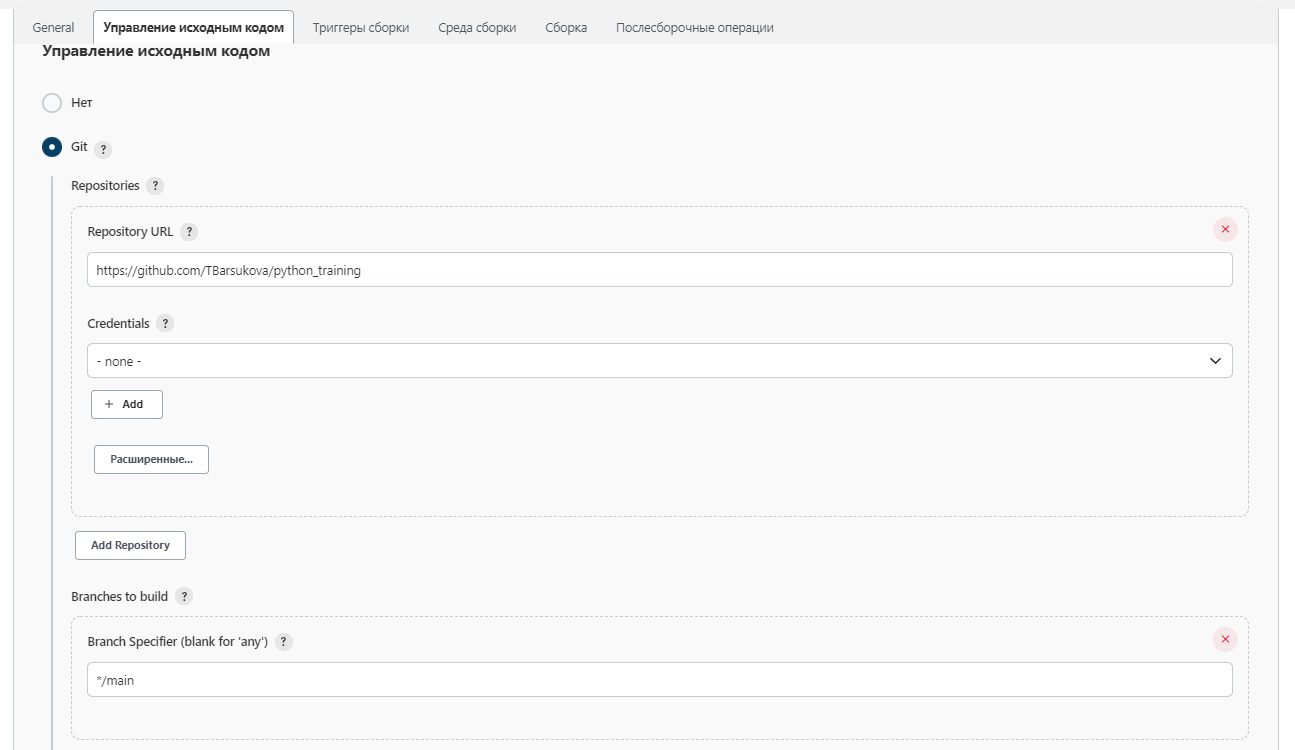 General Управление исходным кодом Триггеры сборки Среда сборки Сборка Послесборочные операции
Управление исходным кодом
Нет
Git ?
Repositories ?
Repository URL ?
https://github.com/TBarsukova/python_training
Credentials ?
- none -
+ Add
Расширенные...
Add Repository
Branches to build ?
Branch Specifier (blank for 'any') ?
*/main